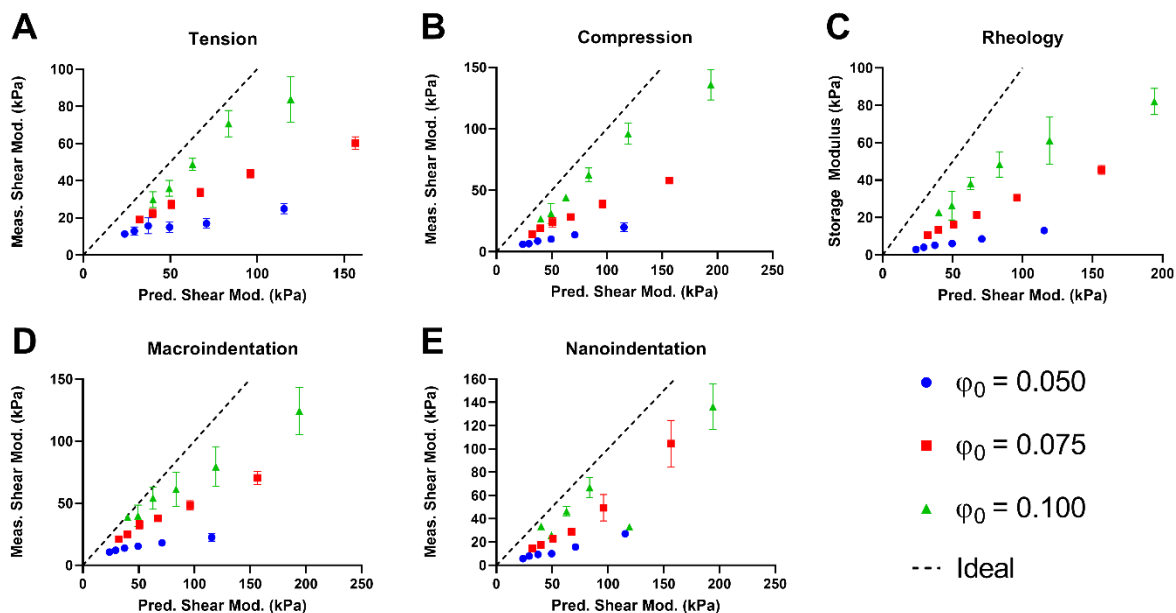 A
Tension
Meas. Shear Mod. (kPa)
100
80
60
40
20
0
0
50
100
150
Pred. Shear Mod. (kPa)
B
Compression
Meas. Shear Mod. (kPa)
150
100
50
0
0
50
100
150
200
250
Pred. Shear Mod. (kPa)
C
Rheology
Storage Modulus (kPa)
100
80
60
40
20
0
0
50
100
150
200
Pred. Shear Mod. (kPa)
D
Macroindentation
Meas. Shear Mod. (kPa)
150
100
50
0
0
50
100
150
200
250
Pred. Shear Mod. (kPa)
E
Nanoindentation
Meas. Shear Mod. (kPa)
160
140
120
100
80
60
40
20
0
0
50
100
150
200
250
Pred. Shear Mod. (kPa)
φ0 = 0.050
φ0 = 0.075
φ0 = 0.100
Ideal